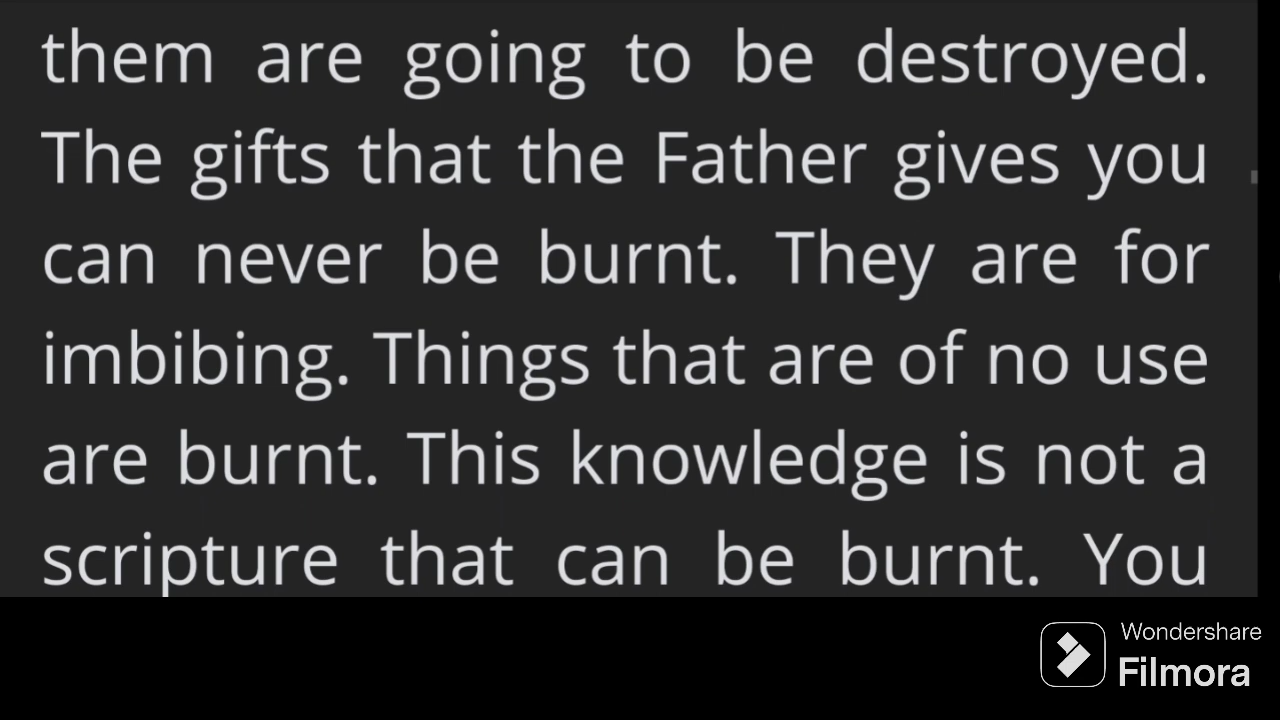 them are going to be destroyed.
The gifts that the Father gives you
can never be burnt. They are for
imbibing. Things that are of no use
are burnt. This knowledge is not a
scripture that can be burnt. You
Wondershare
Filmora